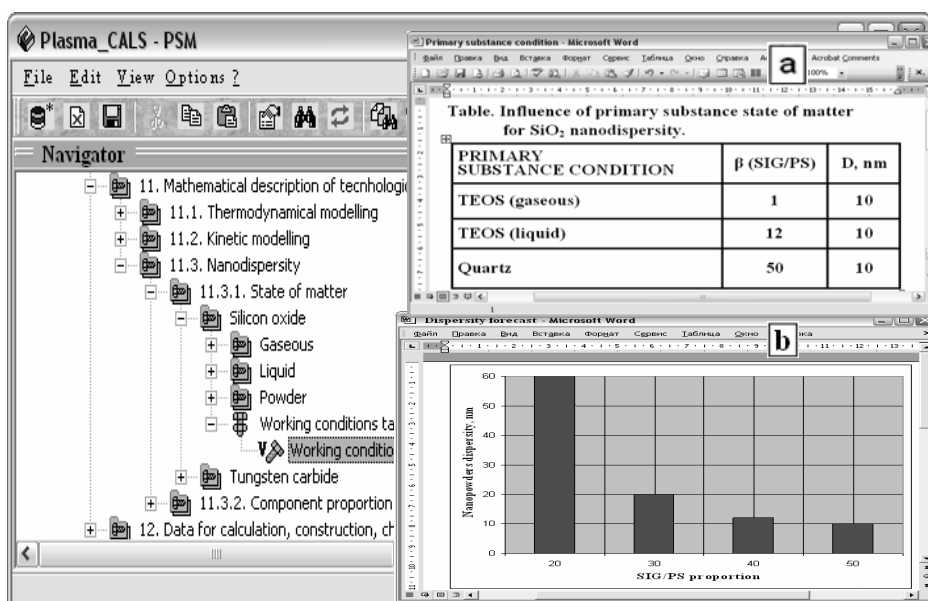 Plasma_CALS - PSM
File Edit View Options ?
Navigator
11. Mathematical description of tecnhologic
11.1. Thermodynamical modelling
11.2. Kinetic modelling
11.3. Nanodispersity
11.3.1. State of matter
Silicon oxide
Gaseous
Liquid
Powder
Working conditions ta
V Working conditio
Tungsten carbide
11.3.2. Component proportion
12. Data for calculation, construction, ch
Primary substance condition - Microsoft Word
Файл Правка Вид Вставка Формат Сервис Таблица Окно Справка Acrobat Comments
a
100%
Table. Influence of primary substance state of matter
for SiO₂ nanodispersity.
PRIMARY
SUBSTANCE CONDITION β (SIG/PS) D, nm
TEOS (gaseous) 1 10
TEOS (liquid) 12 10
Quartz 50 10
Dispersity forecast - Microsoft Word
Файл Правка Вид Вставка Формат Сервис Таблица Окно
b
Nanopowders dispersity, nm
60
50
40
30
20
10
0
20 30 40 50
SIG/PS proportion